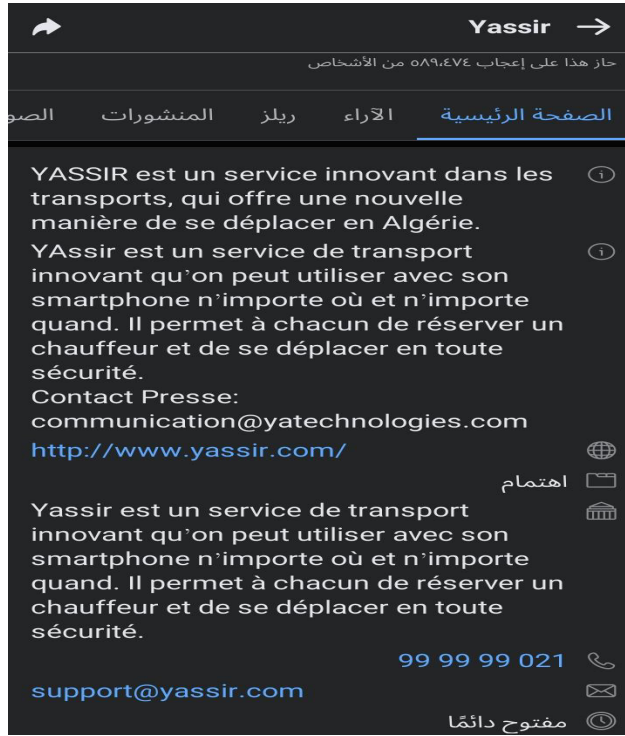 Yassir
حاز هذا على إعجاب ٥٨٩،٤٧٤ من الأشخاص
الصفحة الرئيسية الآراء ريلز المنشورات الصو
YASSIR est un service innovant dans les
transports, qui offre une nouvelle
manière de se déplacer en Algérie.
YAssir est un service de transport
innovant qu’on peut utiliser avec son
smartphone n’importe où et n’importe
quand. Il permet à chacun de réserver un
chauffeur et de se déplacer en toute
sécurité.
Contact Presse:
communication@yatechnologies.com
http://www.yassir.com/
اهتمام
Yassir est un service de transport
innovant qu’on peut utiliser avec son
smartphone n’importe où et n’importe
quand. Il permet à chacun de réserver un
chauffeur et de se déplacer en toute
sécurité.
99 99 99 021
support@yassir.com
مفتوح دائمًا